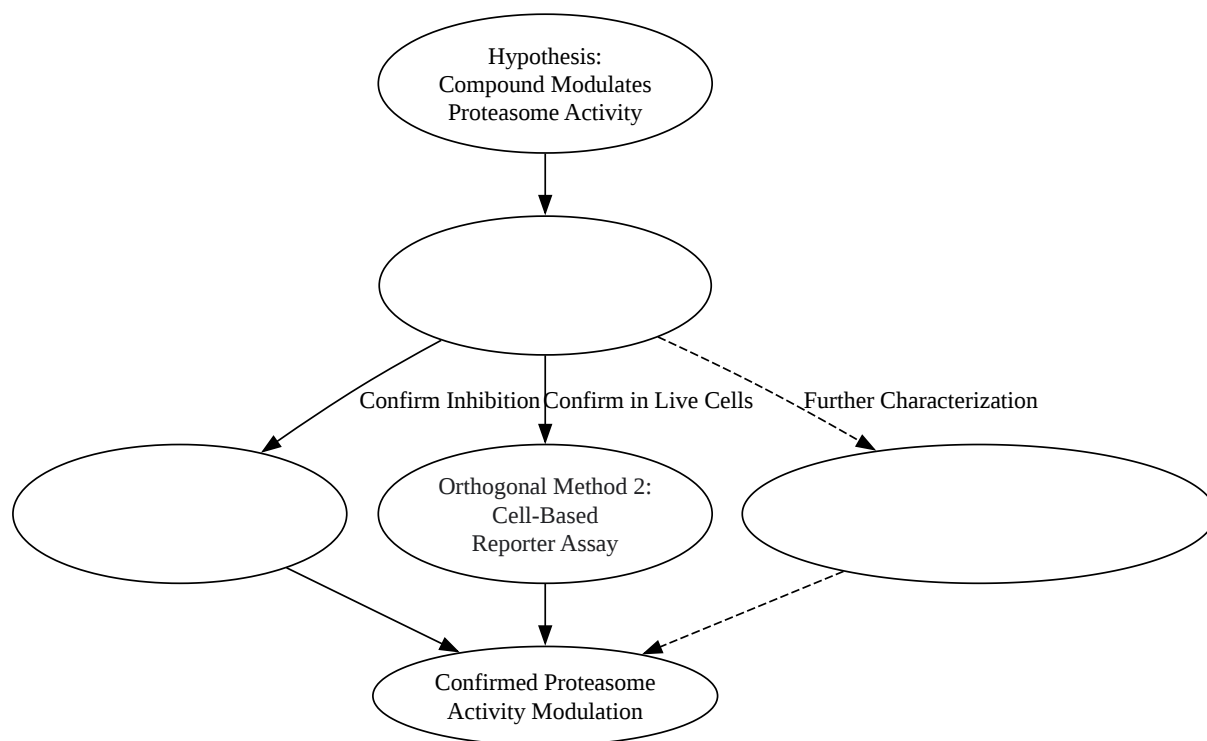 Hypothesis:
Compound Modulates
Proteasome Activity
Confirm Inhibition
Confirm in Live Cells
Further Characterization
Orthogonal Method 2:
Cell-Based
Reporter Assay
Confirmed Proteasome
Activity Modulation